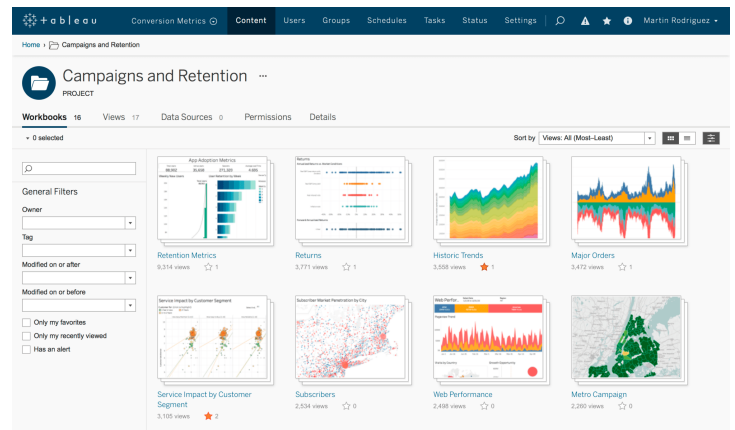 +ableau
Conversion Metrics
Content
Users
Groups
Schedules
Tasks
Status
Settings
Martin Rodriguez
Home › Campaigns and Retention
Campaigns and Retention ...
PROJECT
Workbooks 16
Views 17
Data Sources 0
Permissions
Details
0 selected
Sort by
Views: All (Most–Least)
General Filters
Owner
Tag
Modified on or after
Modified on or before
Only my favorites
Only my recently viewed
Has an alert
App Adoption Metrics
Retention Metrics
9,314 views
1
Returns
Returns
3,771 views
1
Historic Trends
3,558 views
1
Major Orders
3,472 views
1
Service Impact by Customer Segment
Service Impact by Customer
Segment
3,105 views
2
Subscriber Market Penetration by City
Subscribers
2,534 views
0
Web Perfor..
Web Performance
2,498 views
0
Metro Campaign
2,260 views
0